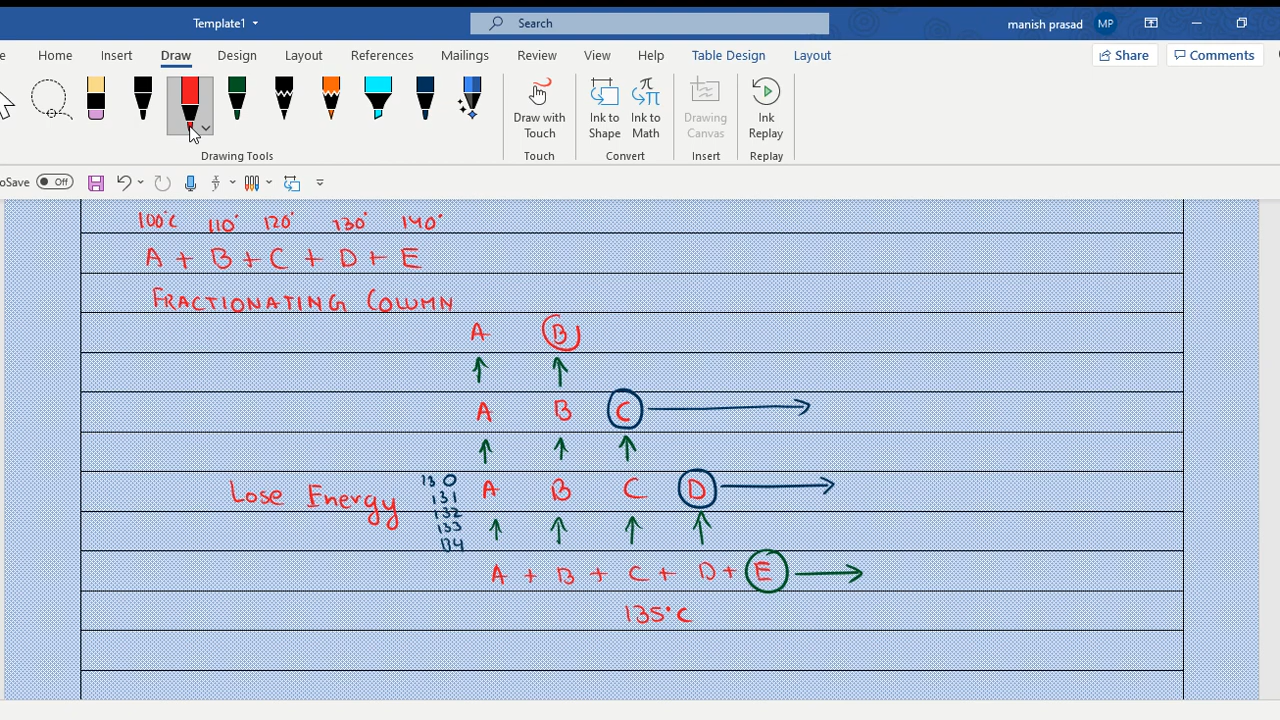 Template1
Search
manish prasad
MP
Home Insert Draw Design Layout References Mailings Review View Help Table Design Layout
Share
Comments
Draw with Touch
Ink to Shape
Ink to Math
Drawing Canvas
Ink Replay
Drawing Tools
Touch
Convert
Insert
Replay
Off
100°C 110° 120° 130° 140°
A + B + C + D + E
FRACTIONATING COLUMN
A B
A B C
Lose Energy
130
131
132
133
134
A B C D
A + B + C + D + E
135°C